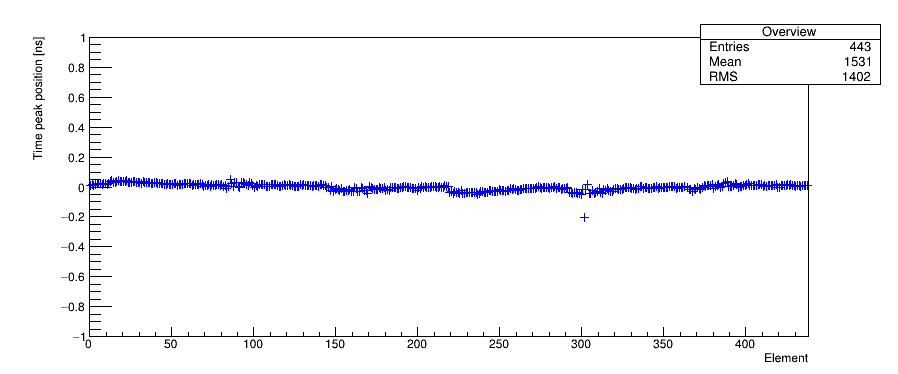 Overview
Entries 443
Mean 1531
RMS 1402
Time peak position [ns]
1
0.8
0.6
0.4
0.2
0
−0.2
−0.4
−0.6
−0.8
−1
0 50 100 150 200 250 300 350 400
Element